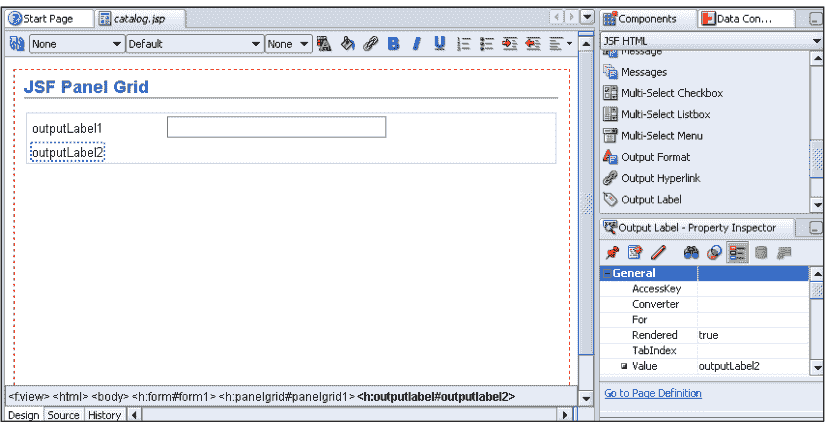 Start Page
catalog.jsp
None
Default
None
B I U
JSF Panel Grid
outputLabel1
outputLabel2
<f:view> <html> <body> <h:form#form1> <h:panelgrid#panelgrid1> <h:outputlabel#outputlabel2>
Design Source History
Components
Data Con...
JSF HTML
Message
Messages
Multi-Select Checkbox
Multi-Select Listbox
Multi-Select Menu
Output Format
Output Hyperlink
Output Label
Output Label - Property Inspector
General
AccessKey
Converter
For
Rendered true
TabIndex
Value outputLabel2
Go to Page Definition